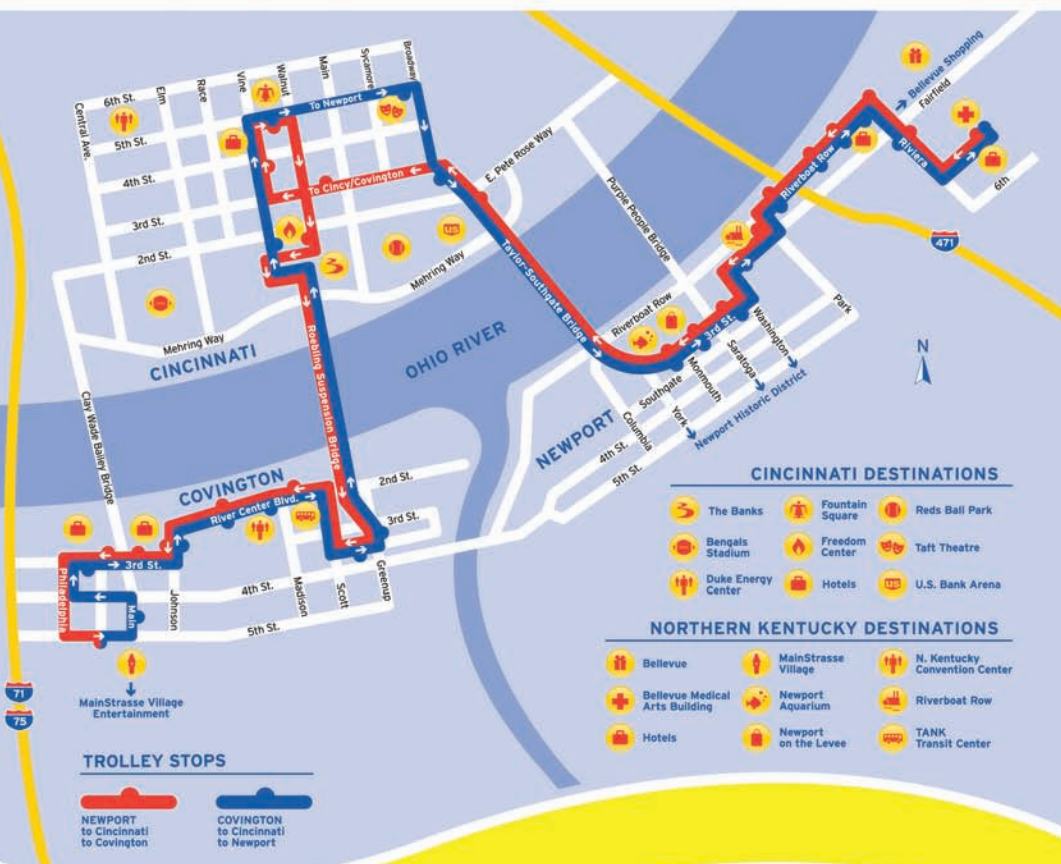 Central Ave.
6th St.
Elm
Race
Vine
Walnut
Main
Sycamore
Broadway
5th St.
4th St.
3rd St.
2nd St.
To Newport
To Cincy/Covington
E. Pete Rose Way
US
Mehring Way
Mehring Way
CINCINNATI
OHIO RIVER
Roebling Suspension Bridge
Taylor-Southgate Bridge
Purple People Bridge
Clay Wade Bailey Bridge
Bellevue Shopping
Fairfield
Riviera
6th
Riverboat Row
471
Riverboat Row
3rd St.
Park
Washington
Saratoga
Monmouth
Southgate
York
Columbia
4th St.
5th St.
Newport Historic District
NEWPORT
N
COVINGTON
River Center Blvd.
2nd St.
3rd St.
3rd St.
4th St.
5th St.
Philadelphia
Main
Johnson
Madison
Scott
Greenup
MainStrasse Village
Entertainment
71
75
CINCINNATI DESTINATIONS
The Banks
Fountain
Square
Reds Ball Park
Bengals
Stadium
Freedom
Center
Taft Theatre
Duke Energy
Center
Hotels
US
U.S. Bank Arena
NORTHERN KENTUCKY DESTINATIONS
Bellevue
MainStrasse
Village
N. Kentucky
Convention Center
Bellevue Medical
Arts Building
Newport
Aquarium
Riverboat Row
Hotels
Newport
on the Levee
TANK
Transit Center
TROLLEY STOPS
NEWPORT
to Cincinnati
to Covington
COVINGTON
to Cincinnati
to Newport